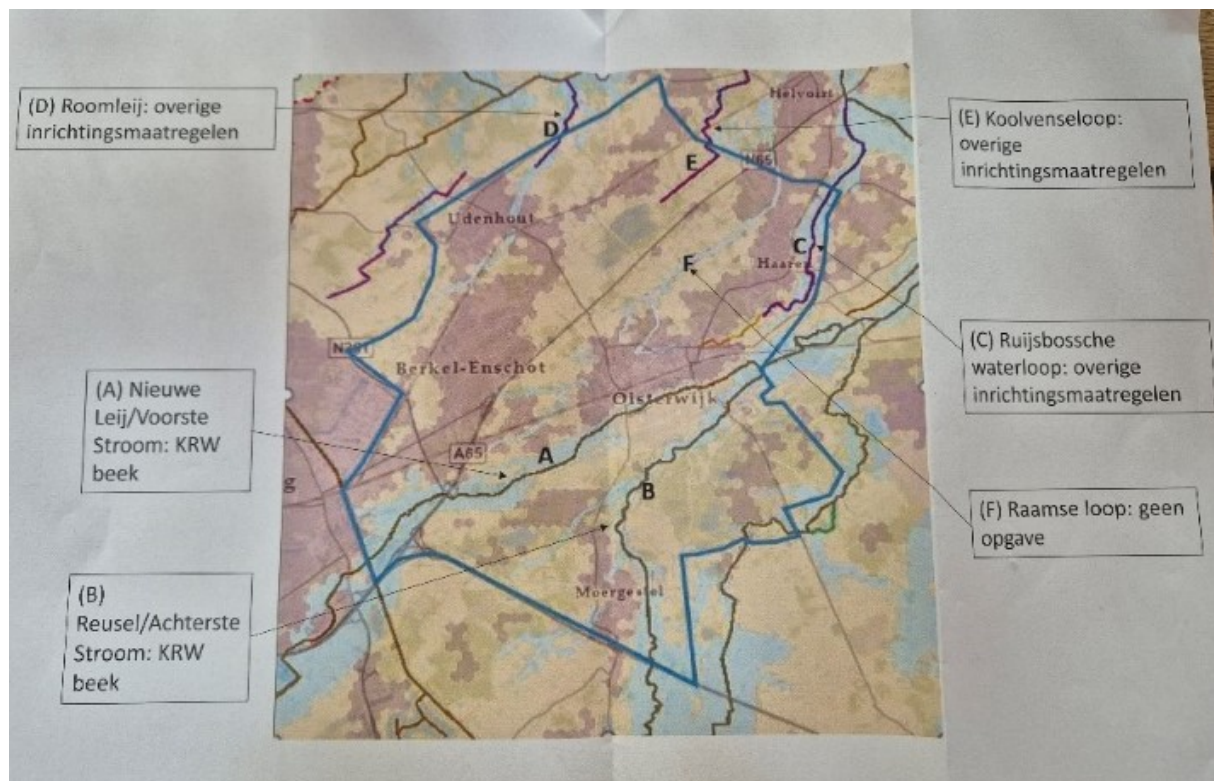 (D) Roomleij: overige
inrichtingsmaatregelen
(E) Koolvenseloop:
overige
inrichtingsmaatregelen
(C) Ruijsbossche
waterloop: overige
inrichtingsmaatregelen
(F) Raamse loop: geen
opgave
(A) Nieuwe
Leij/Voorste
Stroom: KRW
beek
(B)
Reusel/Achterste
Stroom: KRW
beek
Helvoirt
D
E
N65
Udenhout
C
Haaren
F
Berkel-Enschot
Oisterwijk
A65
A
B
g
Moergestel